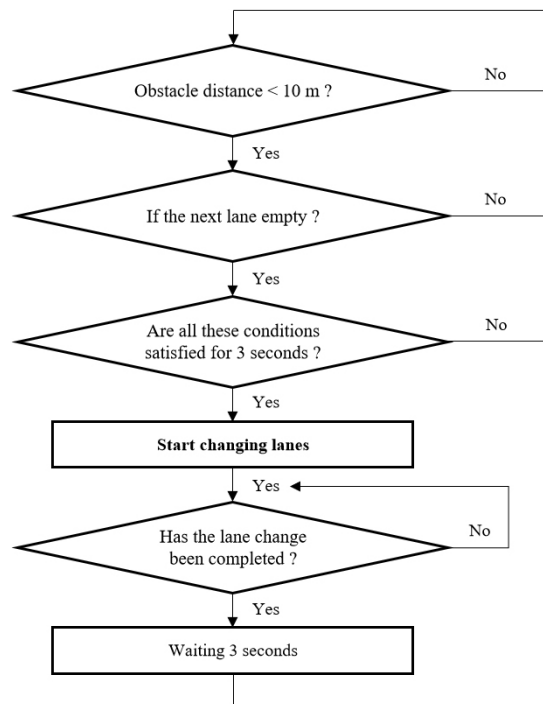 Obstacle distance < 10 m ?
No
Yes
If the next lane empty ?
No
Yes
Are all these conditions
satisfied for 3 seconds ?
No
Yes
Start changing lanes
Yes
Has the lane change
been completed ?
No
Yes
Waiting 3 seconds